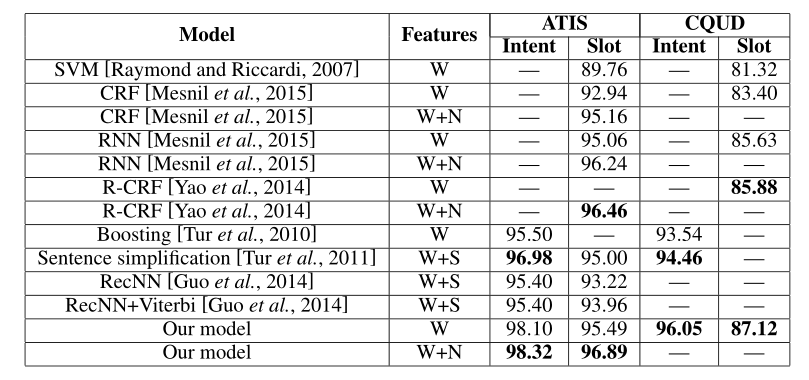 Model Features ATIS CQUD
Intent Slot Intent Slot
SVM [Raymond and Riccardi, 2007] W — 89.76 — 81.32
CRF [Mesnil et al., 2015] W — 92.94 — 83.40
CRF [Mesnil et al., 2015] W+N — 95.16 — —
RNN [Mesnil et al., 2015] W — 95.06 — 85.63
RNN [Mesnil et al., 2015] W+N — 96.24 — —
R-CRF [Yao et al., 2014] W — — — 85.88
R-CRF [Yao et al., 2014] W+N — 96.46 — —
Boosting [Tur et al., 2010] W 95.50 — 93.54 —
Sentence simplification [Tur et al., 2011] W+S 96.98 95.00 94.46 —
RecNN [Guo et al., 2014] W+S 95.40 93.22 — —
RecNN+Viterbi [Guo et al., 2014] W+S 95.40 93.96 — —
Our model W 98.10 95.49 96.05 87.12
Our model W+N 98.32 96.89 — —